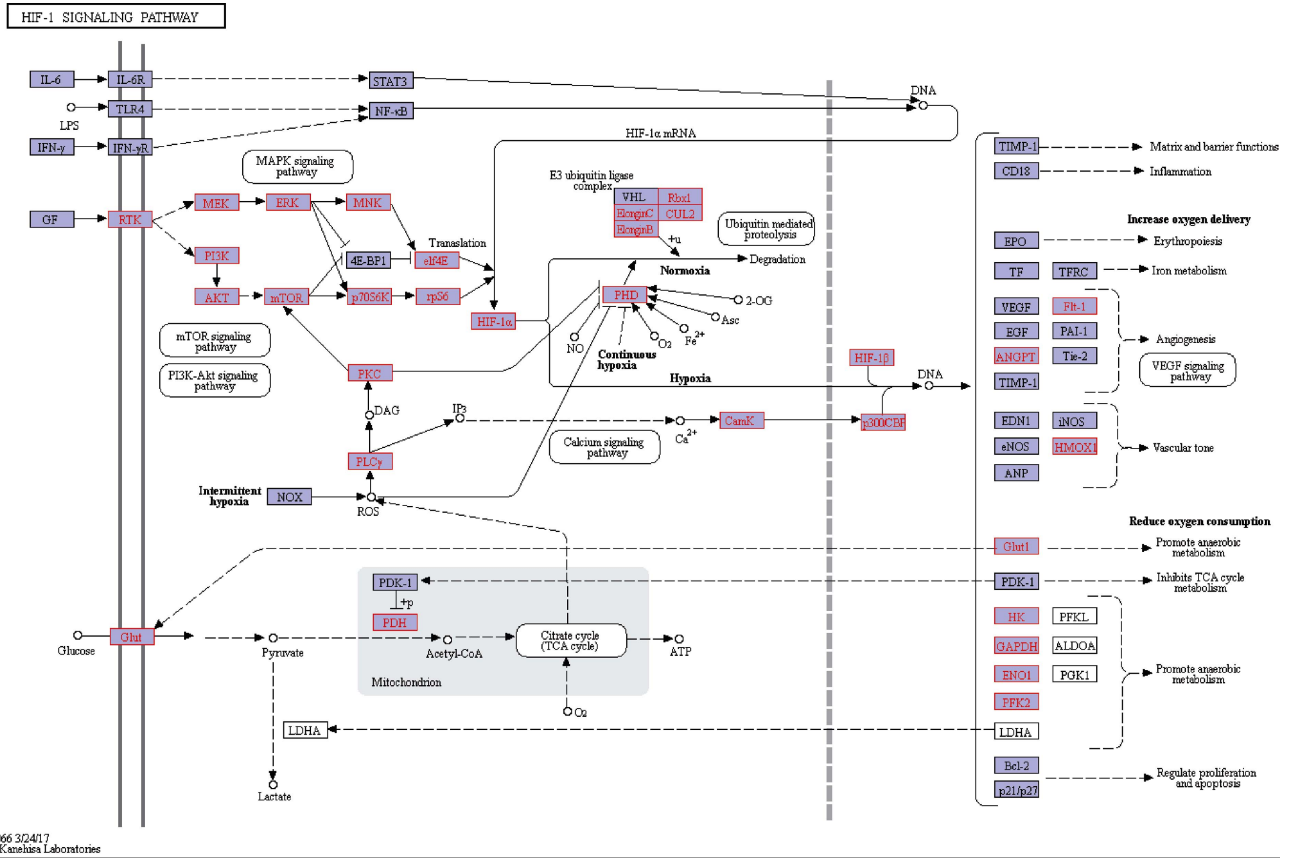 HIF-1 SIGNALING PATHWAY
IL-6
IL-6R
STAT3
DNA
LPS
TLR4
NF-κB
IFN-γ
IFN-γR
HIF-1α mRNA
TIMP-1
Matrix and barrier functions
CD18
Inflammation
MAPK signaling
pathway
E3 ubiquitin ligase
complex
VHL
Rbx1
ElonginC
CUL2
ElonginB
+u
Ubiquitin mediated
proteolysis
GF
RTK
MEK
ERK
MNK
Increase oxygen delivery
EPO
Erythropoiesis
PI3K
4E-BP1
Translation
eIf4E
Normoxia
Degradation
TF
TFRC
Iron metabolism
AKT
mTOR
p70S6K
rpS6
HIF-1α
PHD
2-OG
Asc
Fe2+
O2
NO
Continuous
hypoxia
VEGF
Flt-1
EGF
PAI-1
Angiogenesis
ANGPT
Tie-2
TIMP-1
VEGF signaling
pathway
mTOR signaling
pathway
PI3K-Akt signaling
pathway
PKC
Hypoxia
HIF-1β
DNA
DAG
IP3
Ca2+
CamK
p300CBP
Calcium signaling
pathway
EDN1
iNOS
eNOS
HMOX1
Vascular tone
ANP
PLCγ
Intermittent
hypoxia
NOX
ROS
Reduce oxygen consumption
Glut1
Promote anaerobic
metabolism
PDK-1
PDK-1
Inhibits TCA cycle
metabolism
+p
PDH
HK
PFKL
GAPDH
ALDOA
ENO1
PGK1
Promote anaerobic
metabolism
PFK2
LDHA
Glucose
Glut
Pyruvate
Acetyl-CoA
Citrate cycle
(TCA cycle)
ATP
Mitochondrion
O2
LDHA
Lactate
Bcl-2
p21/p27
Regulate proliferation
and apoptosis
66 3/24/17
Kanehisa Laboratories